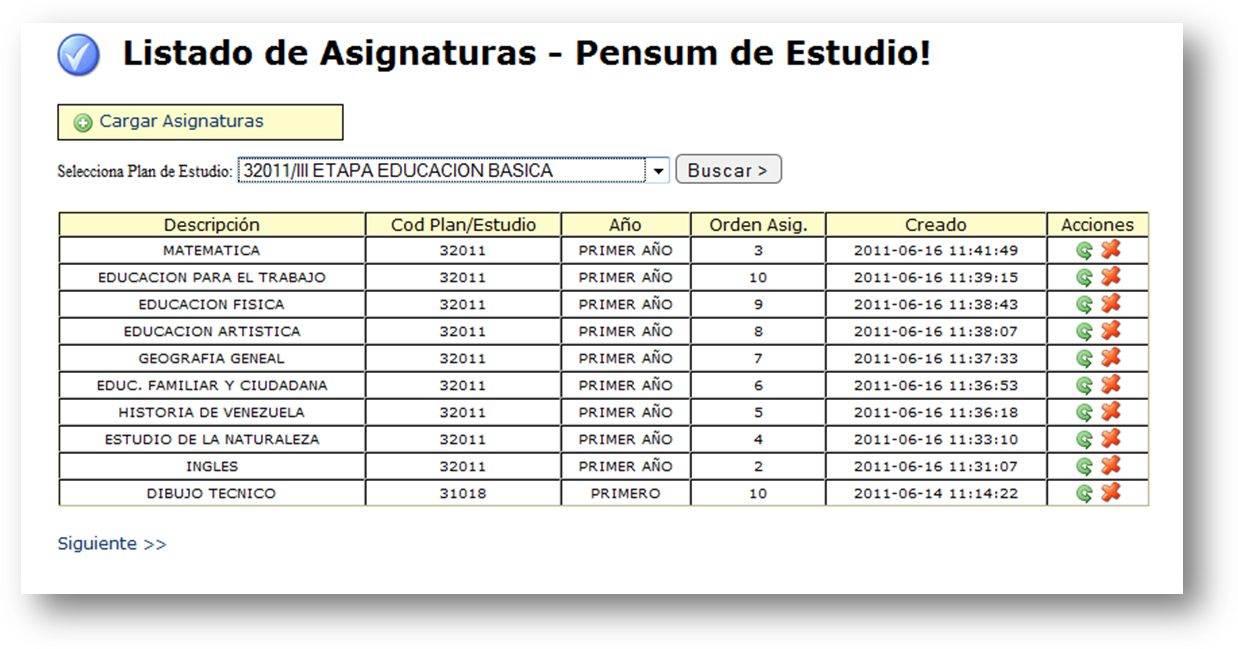 Listado de Asignaturas - Pensum de Estudio!
Cargar Asignaturas
Selecciona Plan de Estudio: 32011/III ETAPA EDUCACION BASICA Buscar >
Descripción Cod Plan/Estudio Año Orden Asig. Creado Acciones
MATEMATICA 32011 PRIMER AÑO 3 2011-06-16 11:41:49
EDUCACION PARA EL TRABAJO 32011 PRIMER AÑO 10 2011-06-16 11:39:15
EDUCACION FISICA 32011 PRIMER AÑO 9 2011-06-16 11:38:43
EDUCACION ARTISTICA 32011 PRIMER AÑO 8 2011-06-16 11:38:07
GEOGRAFIA GENEAL 32011 PRIMER AÑO 7 2011-06-16 11:37:33
EDUC. FAMILIAR Y CIUDADANA 32011 PRIMER AÑO 6 2011-06-16 11:36:53
HISTORIA DE VENEZUELA 32011 PRIMER AÑO 5 2011-06-16 11:36:18
ESTUDIO DE LA NATURALEZA 32011 PRIMER AÑO 4 2011-06-16 11:33:10
INGLES 32011 PRIMER AÑO 2 2011-06-16 11:31:07
DIBUJO TECNICO 31018 PRIMERO 10 2011-06-14 11:14:22
Siguiente >>